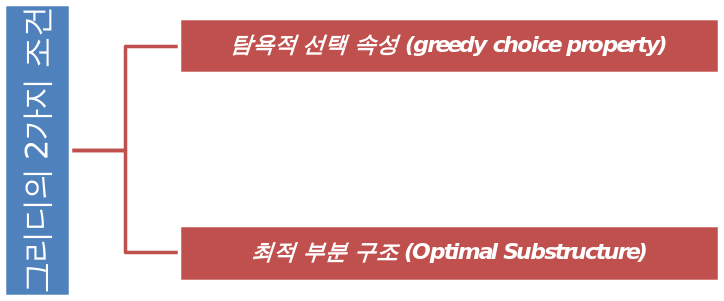 그리디의 2가지 조건
탐욕적 선택 속성 (greedy choice property)
최적 부분 구조 (Optimal Substructure)